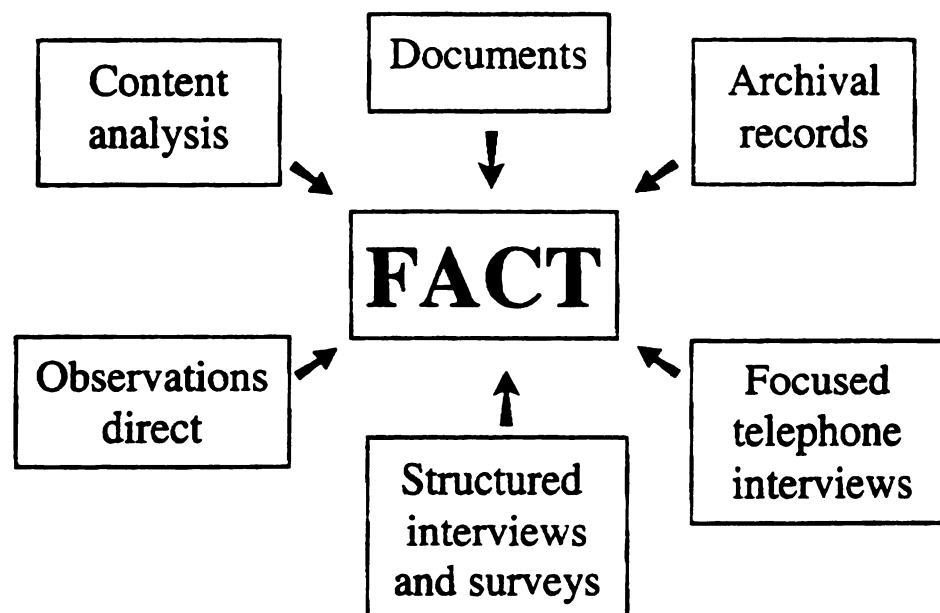 Documents
Content
analysis
Archival
records
FACT
Observations
direct
Focused
telephone
interviews
Structured
interviews
and surveys